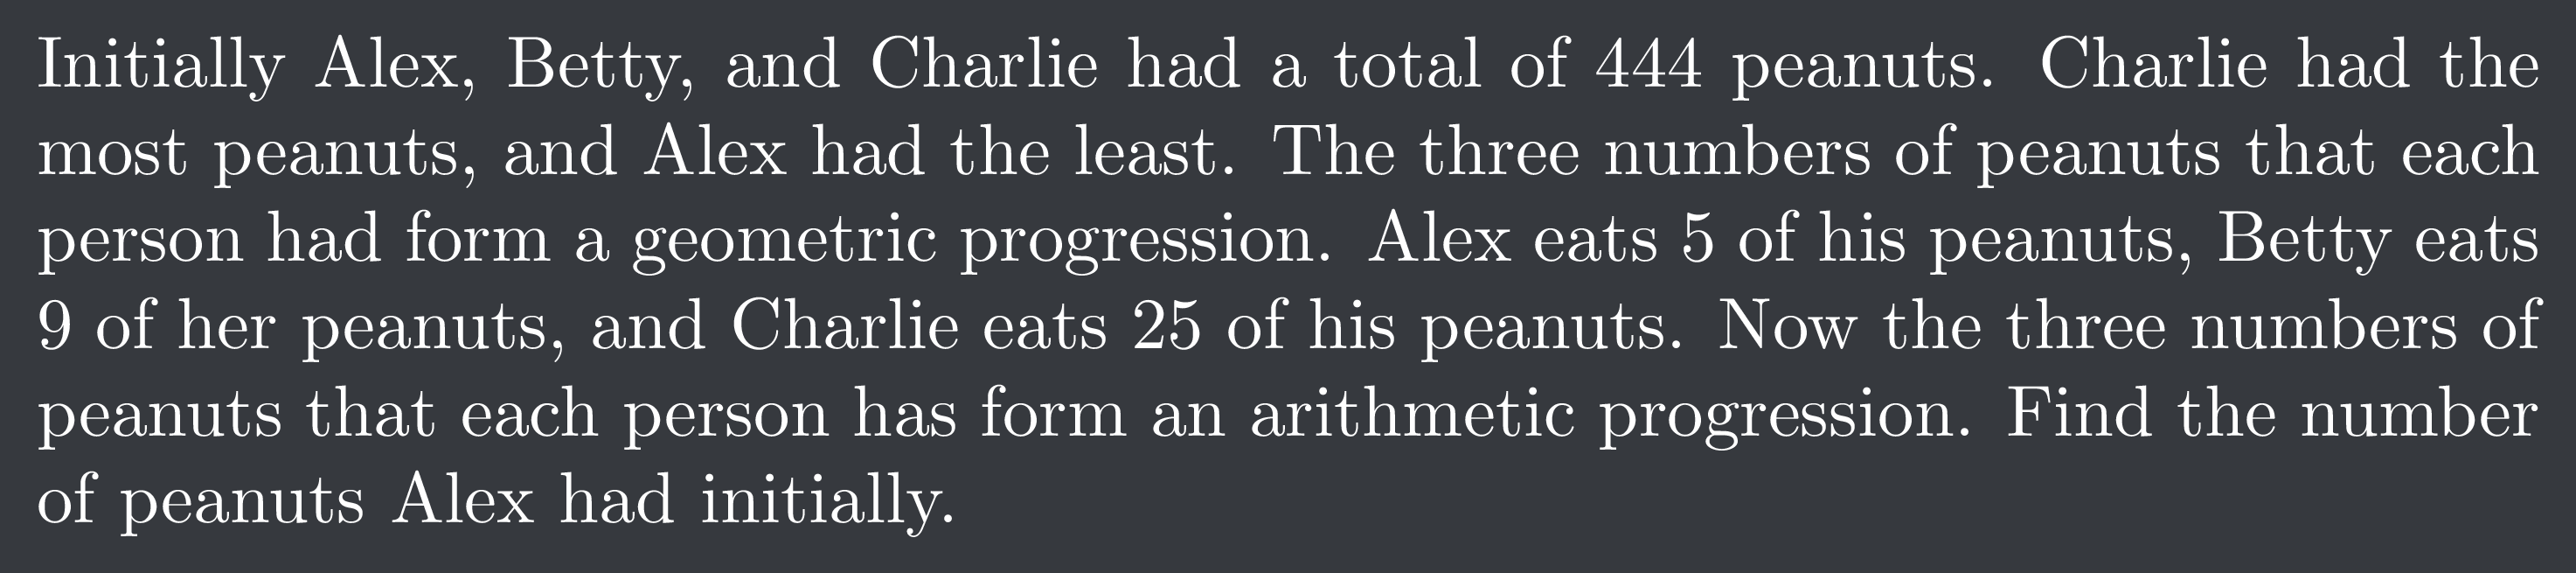 Initially Alex, Betty, and Charlie had a total of 444 peanuts. Charlie had the
most peanuts, and Alex had the least. The three numbers of peanuts that each
person had form a geometric progression. Alex eats 5 of his peanuts, Betty eats
9 of her peanuts, and Charlie eats 25 of his peanuts. Now the three numbers of
peanuts that each person has form an arithmetic progression. Find the number
of peanuts Alex had initially.